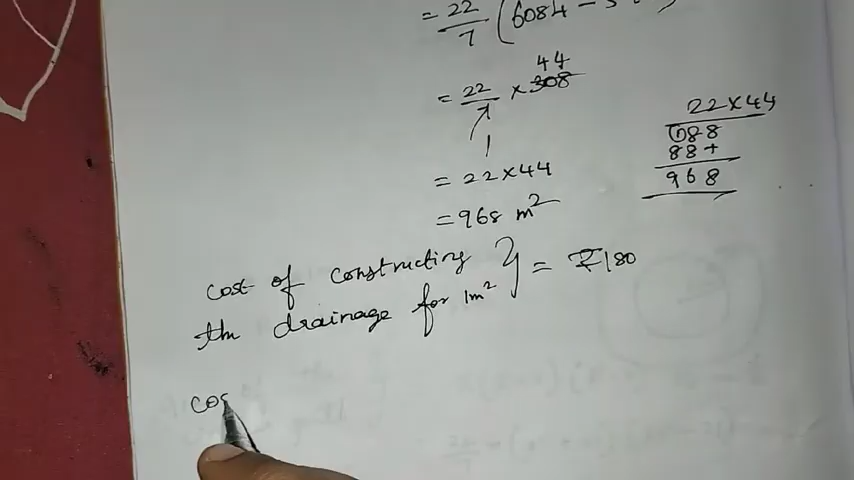 = 22/7 (6084 -
= 22/7 × 308 44
1
= 22×44
= 968 m²
22×44
088
88+
968
cost of constructing } = ₹180
the drainage for 1m²
cos